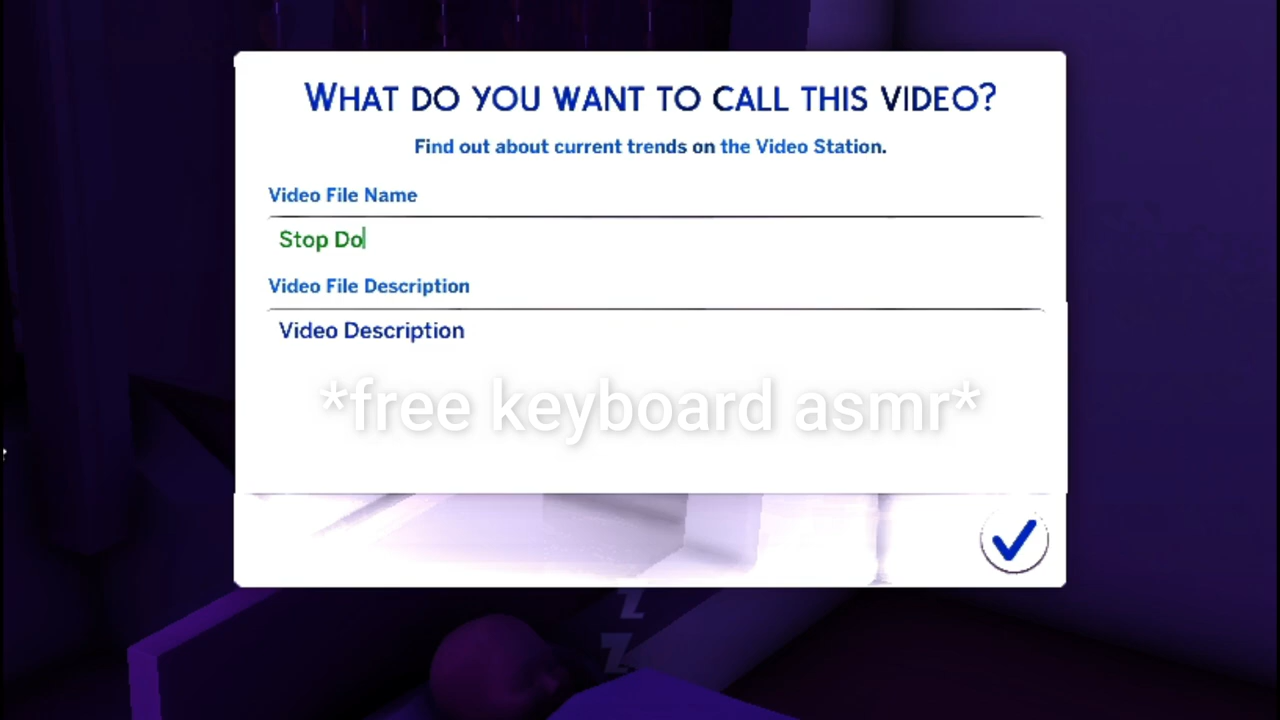 WHAT DO YOU WANT TO CALL THIS VIDEO?
Find out about current trends on the Video Station.
Video File Name
Stop Do
Video File Description
Video Description
*free keyboard asmr*
Z
Z